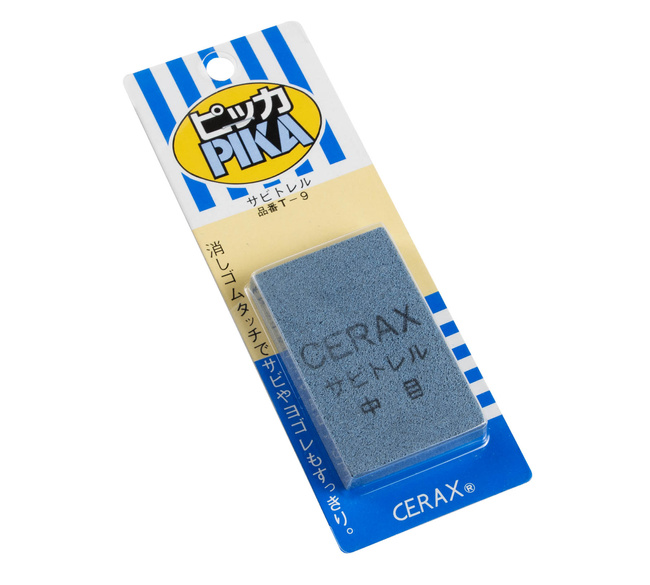 ピッカ
PIKA
サビトレル
品番T-9
消しゴムタッチでサビやヨゴレもすっきり。
CERAX
サビトレル
中目
CERAX®